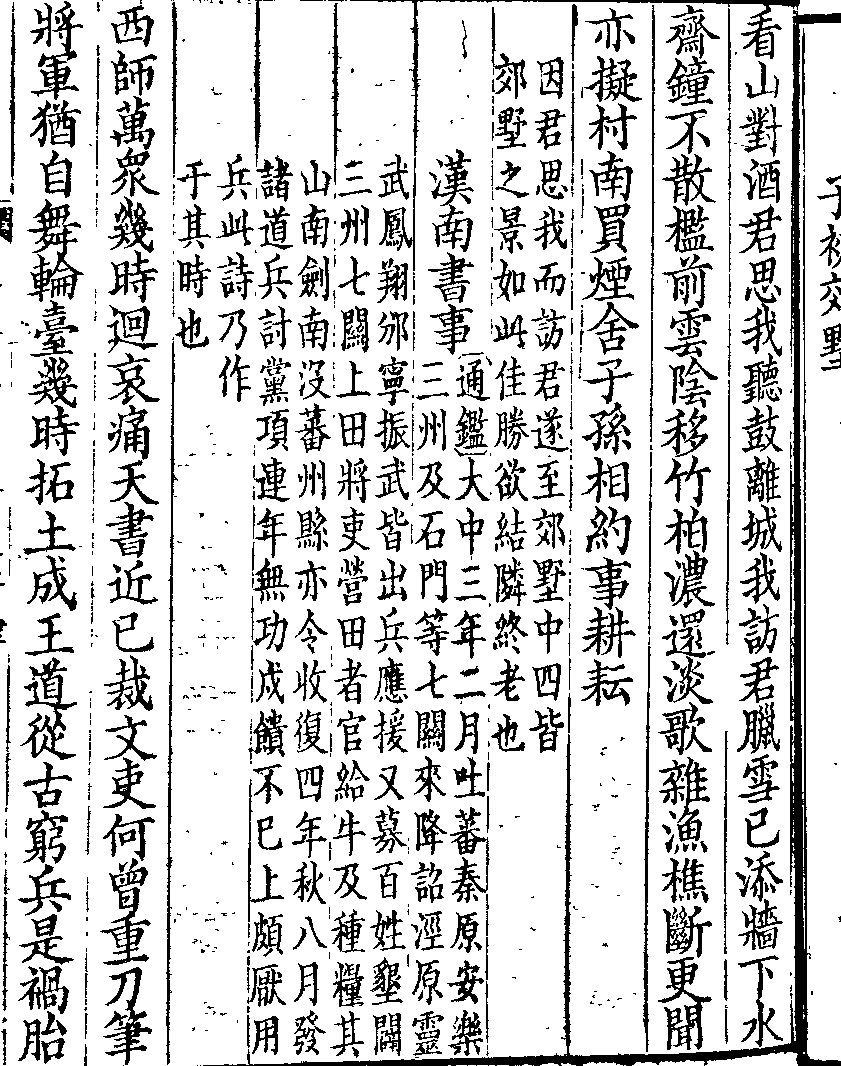 子初郊墅
看山對酒君思我聽鼓離城我訪君臘雪已添牆下水
齋鐘不散檻前雲陰移竹柏濃還淡歌雜漁樵斷更聞
亦擬村南買煙舍子孫相約事耕耘
因君思我而訪君遂至郊墅中四皆
郊墅之景如此佳勝欲結隣終老也
漢南書事
通鑑大中三年二月吐蕃秦原安樂
三州及石門等七關來降詔涇原靈
武鳳翔邠寧振武皆出兵應援又募百姓墾闢
三州七關上田將吏營田者官給牛及種糧其
山南劍南沒蕃州縣亦令收復四年秋八月發
諸道兵討黨項連年無功戍饋不已上頗厭用
兵此詩乃作
于其時也
西師萬衆幾時迴哀痛天書近已裁文吏何曾重刀筆
將軍猶自舞輪臺幾時拓土成王道從古窮兵是禍胎